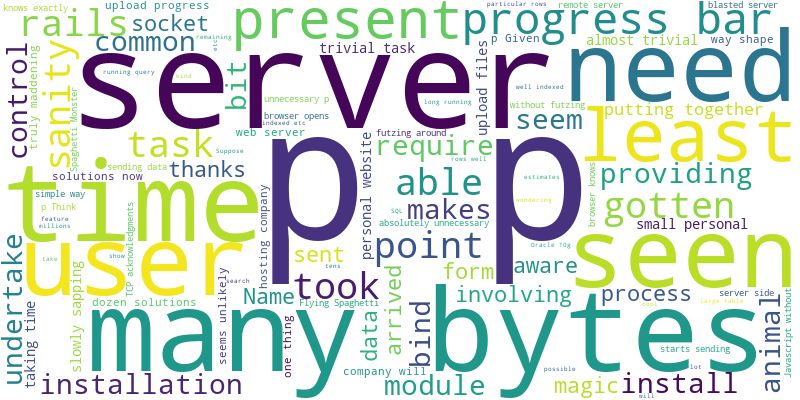 knows exactly
upload progress
rails
socket
common
present
progress bar
particular rows
remote server
blasted server
p Given
almost trivial
way shape
trivial task
control
truly maddening
sanity
remaining
etc
running query
bind
Spaghetti Monster
server
bit
unnecessary p
browser opens
indexed etc
web server
long running
upload files
well indexed
without futzing
Suppose
need
least
putting together
seem
task
sending data
thanks
solutions now
futzing around
require
rows well
browser knows
providing
time
p p
personal website
able
estimates
gotten
simple way
p Think
feature
millions
hosting company
makes
SQL
absolutely unnecessary
wondering
small personal
user
sent
tens
point
form
aware
Oracle 10g
seen
undertake
taking time
take
show
TCP acknowledgments
dozen solutions
slowly sapping
Name
search
took
Flying Spaghetti
arrived
data
involving
process
server side
large table
many bytes
seems unlikely
one thing
bind
animal
starts sending
Javascript without
installation
company will
module
possible
magic
install
lot
will